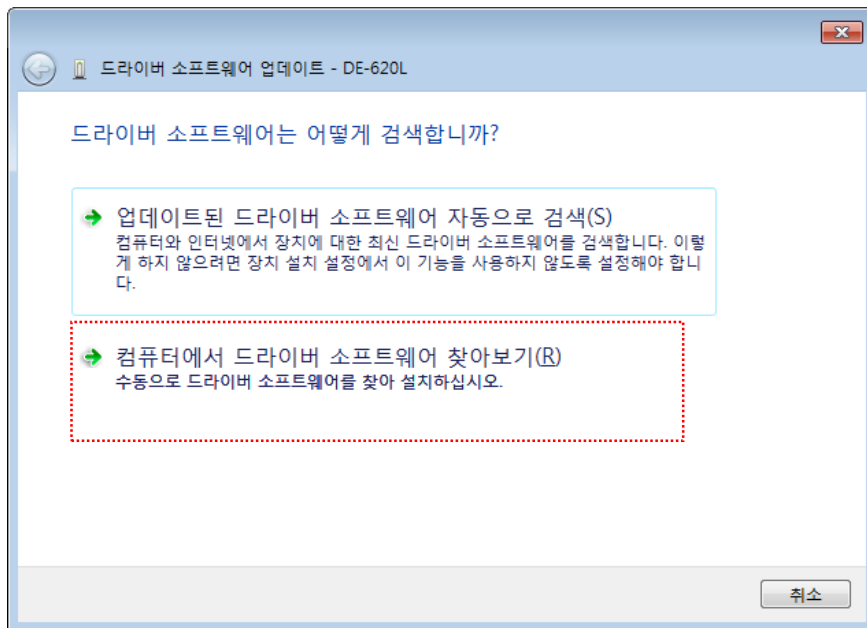 드라이버 소프트웨어 업데이트 - DE-620L
드라이버 소프트웨어는 어떻게 검색합니까?
업데이트된 드라이버 소프트웨어 자동으로 검색(S)
컴퓨터와 인터넷에서 장치에 대한 최신 드라이버 소프트웨어를 검색합니다. 이렇
게 하지 않으려면 장치 설치 설정에서 이 기능을 사용하지 않도록 설정해야 합니
다.
컴퓨터에서 드라이버 소프트웨어 찾아보기(R)
수동으로 드라이버 소프트웨어를 찾아 설치하십시오.
취소